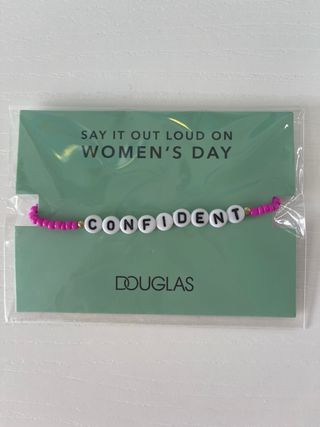 SAY IT OUT LOUD ON
WOMEN'S DAY
CONFIDENT
DOUGLAS